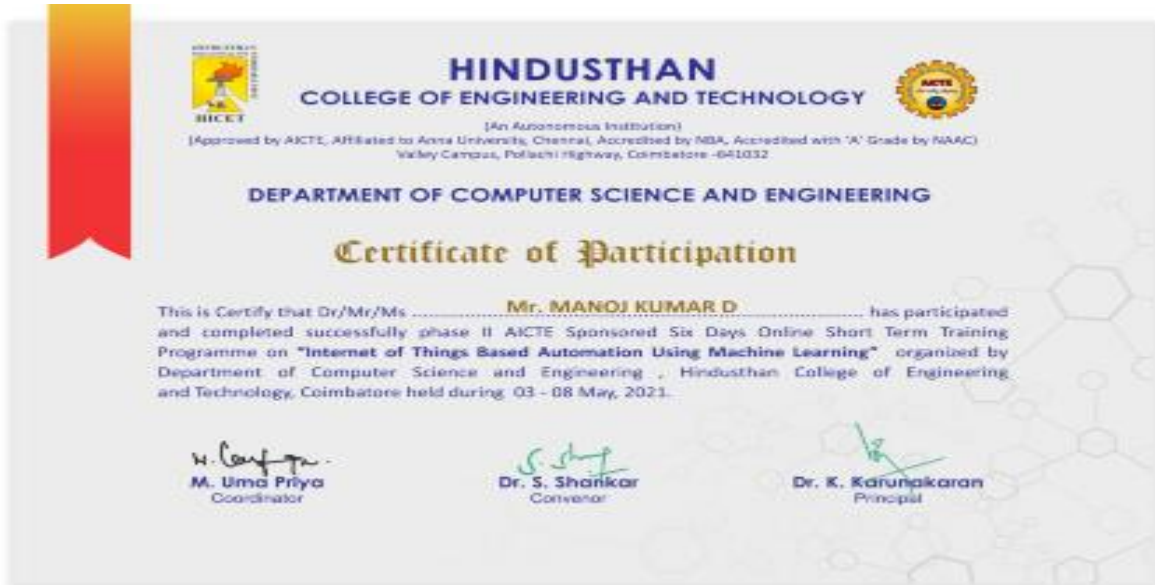 HICET
HINDUSTHAN
COLLEGE OF ENGINEERING AND TECHNOLOGY
AICTE
(An Autonomous Institution)
(Approved by AICTE, Affiliated to Anna University, Chennai, Accredited by NBA, Accredited with 'A' Grade by NAAC)
Valley Campus, Pollachi Highway, Coimbatore -641032
DEPARTMENT OF COMPUTER SCIENCE AND ENGINEERING
Certificate of Participation
This is Certify that Dr/Mr/Ms Mr. MANOJ KUMAR D has participated
and completed successfully phase II AICTE Sponsored Six Days Online Short Term Training
Programme on "Internet of Things Based Automation Using Machine Learning" organized by
Department of Computer Science and Engineering , Hindusthan College of Engineering
and Technology, Coimbatore held during 03 - 08 May, 2021.
M. Uma Priya
Coordinator
Dr. S. Shankar
Convenor
Dr. K. Karunakaran
Principal